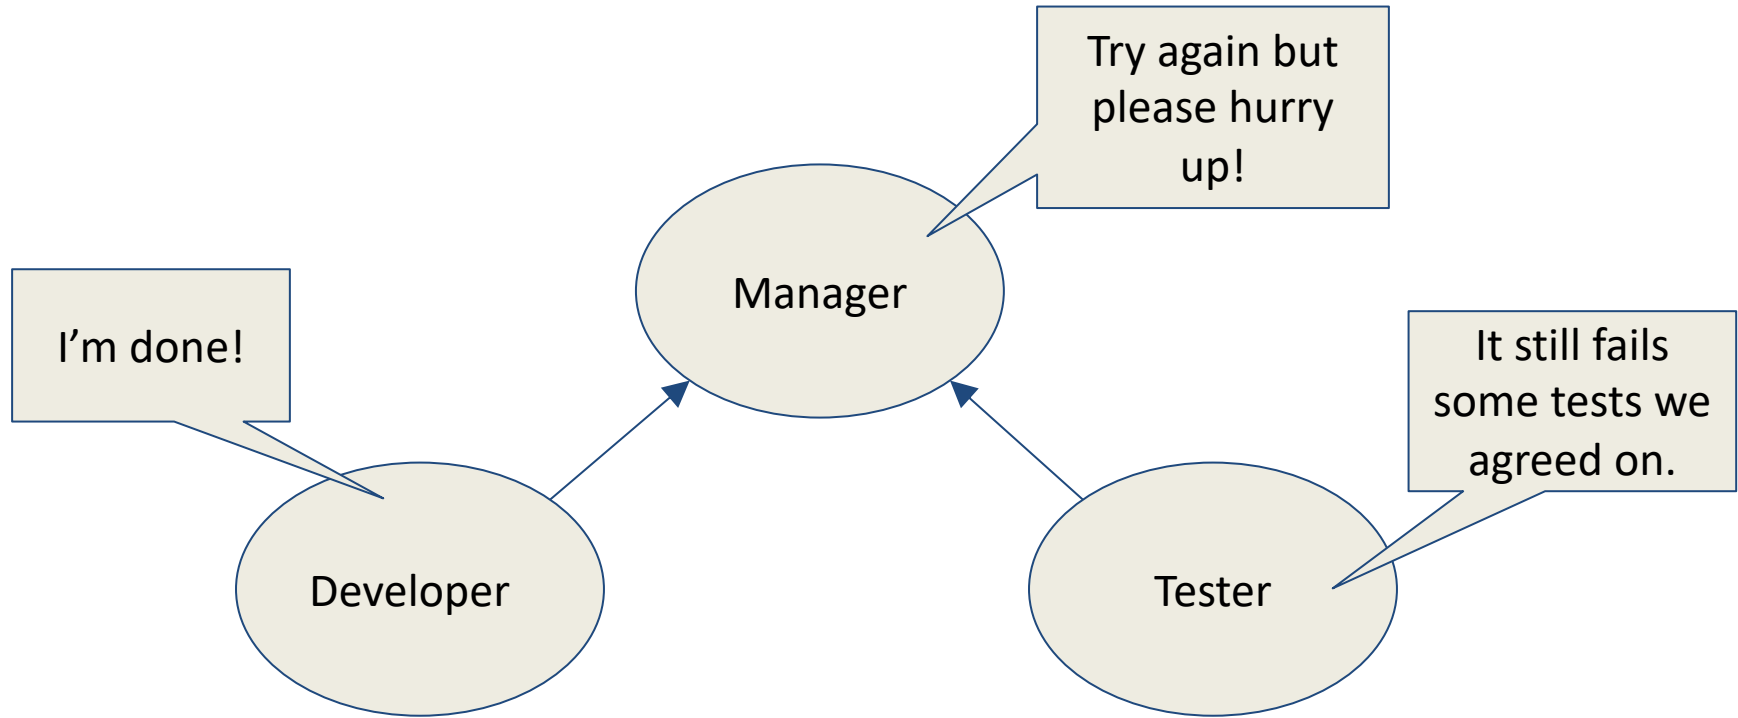 Try again but
please hurry
up!
Manager
I’m done!
It still fails
some tests we
agreed on.
Developer
Tester